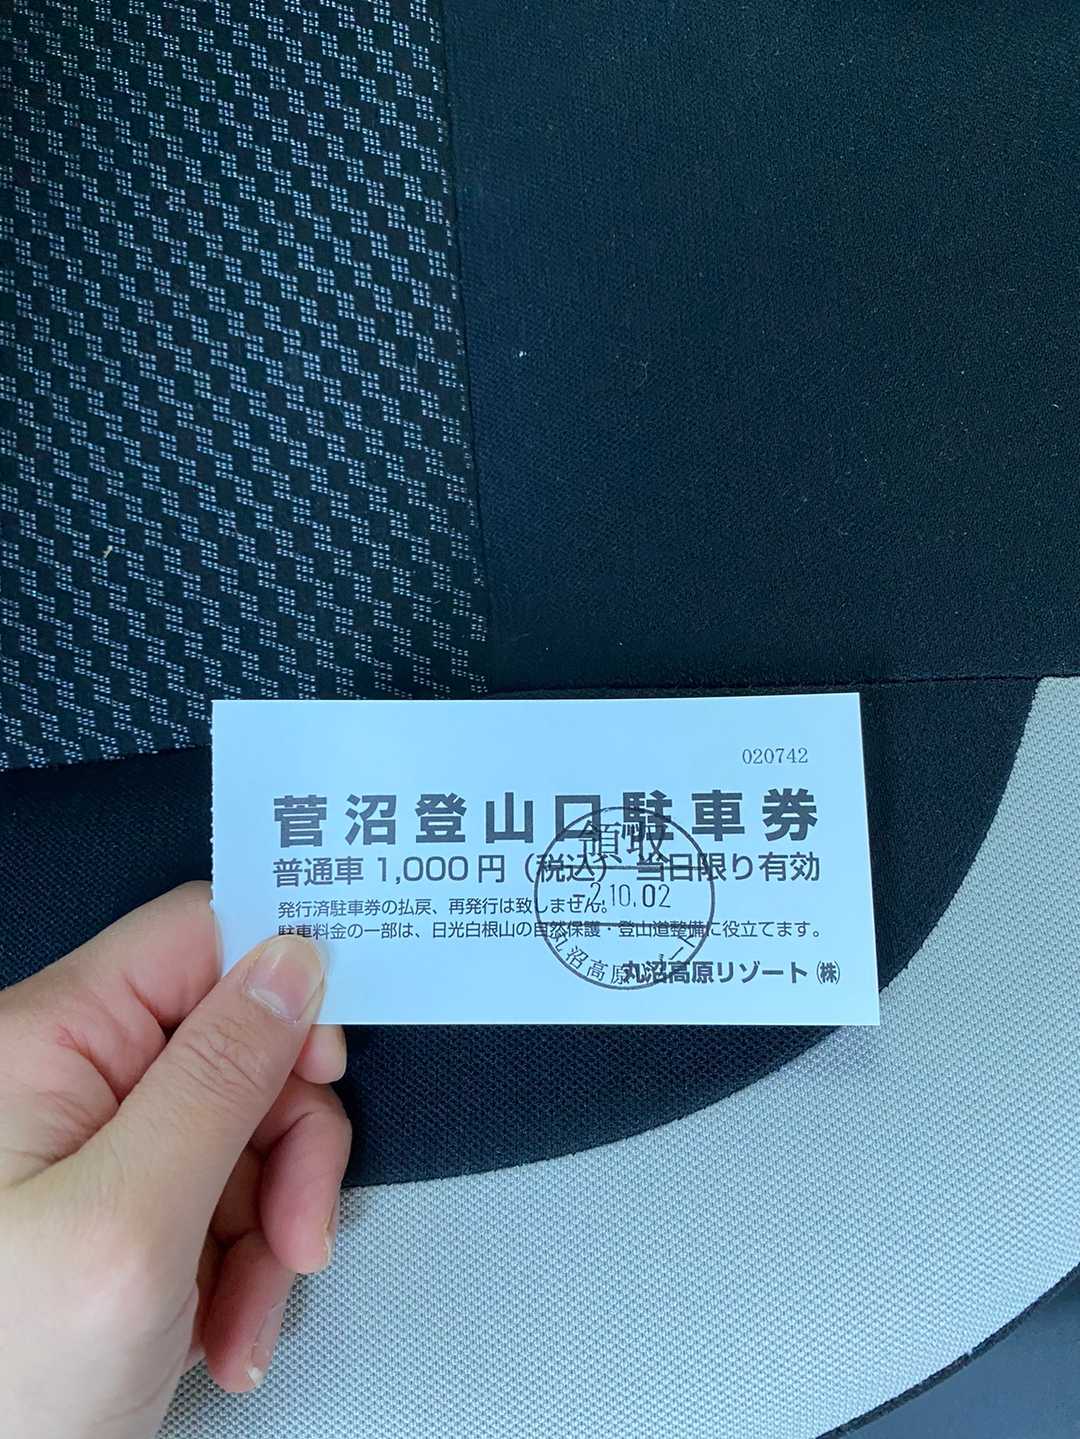 020742
菅沼登山口駐車券
普通車1,000円（税込） 当日限り有効
発行済駐車券の払戻、再発行は致しません。
駐車料金の一部は、日光白根山の自然保護・登山道整備に役立てます。
丸沼高原リゾート㈱
領収
-2.10.02
丸沼高原